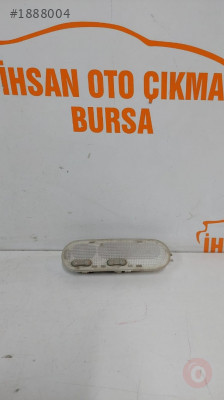 #1888004
İHSAN OTO ÇIKMA
BURSA
İH